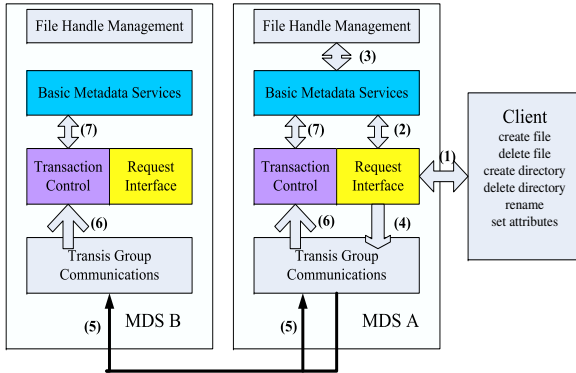 File Handle Management
Basic Metadata Services
(7)
Transaction
Control
Request
Interface
(6)
Transis Group
Communications
(5)
MDS B
File Handle Management
(3)
Basic Metadata Services
(7)
(2)
Transaction
Control
Request
Interface
(6)
(4)
Transis Group
Communications
(5)
MDS A
(1)
Client
create file
delete file
create directory
delete directory
rename
set attributes